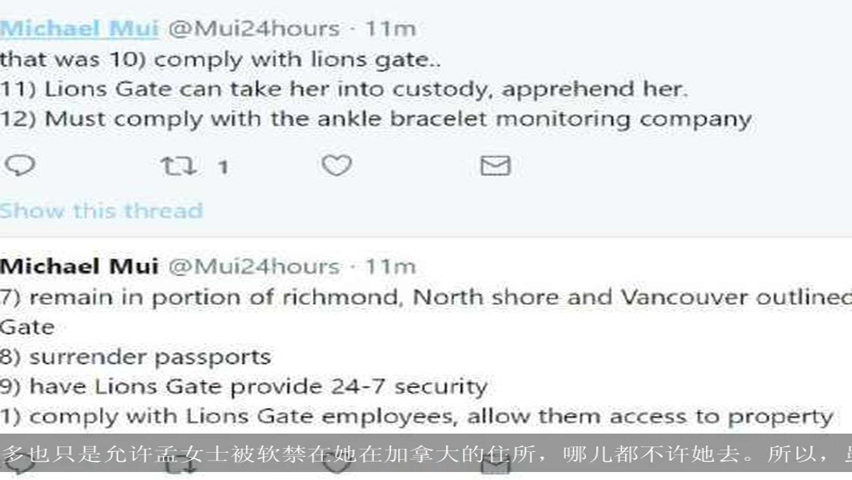 Michael Mui @Mui24hours · 11m
that was 10) comply with lions gate..
11) Lions Gate can take her into custody, apprehend her.
12) Must comply with the ankle bracelet monitoring company
1
Show this thread
Michael Mui @Mui24hours · 11m
7) remain in portion of richmond, North shore and Vancouver outlined
Gate
8) surrender passports
9) have Lions Gate provide 24-7 security
1) comply with Lions Gate employees, allow them access to property
多也只是允许孟女士被软禁在她在加拿大的住所，哪儿都不许她去。所以，